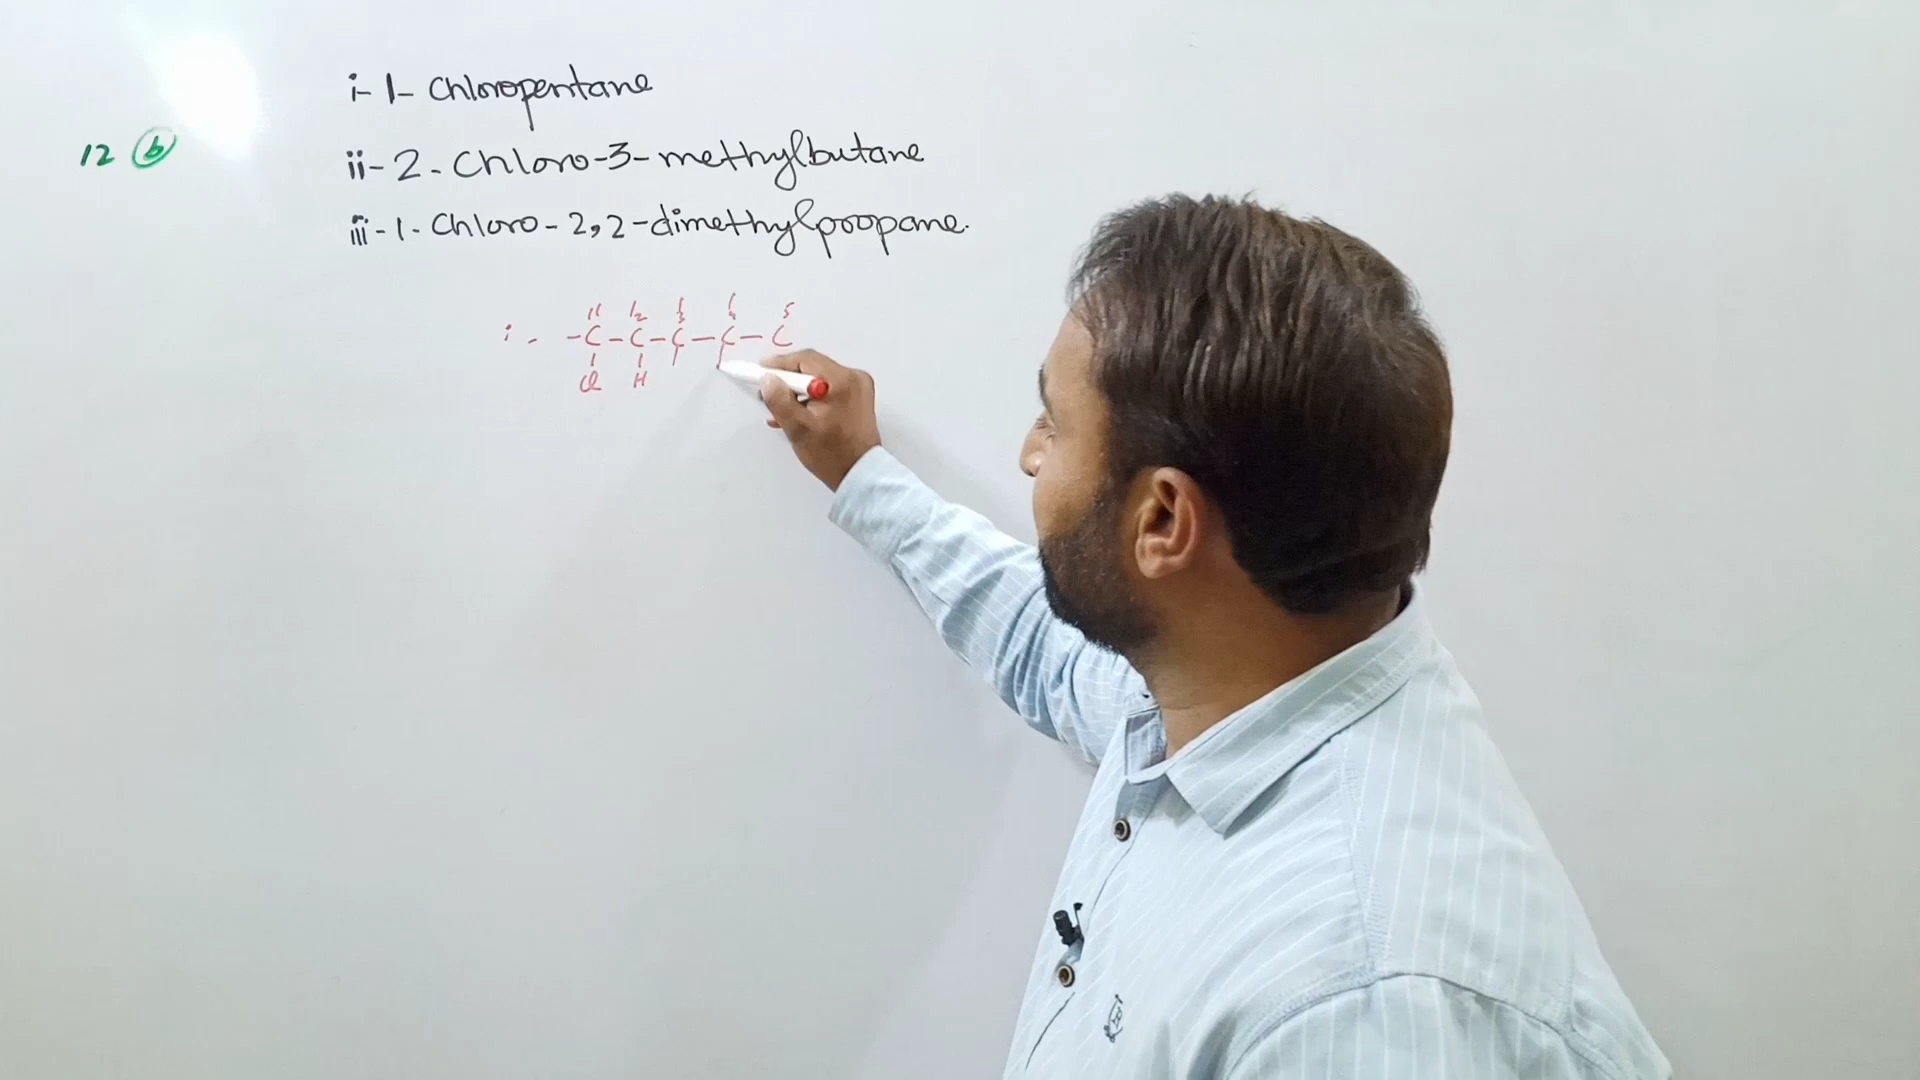 i- 1- Chloropentane
12 (b)
ii- 2- Chloro-3-methylbutane
iii- 1- Chloro-2,2-dimethylpropane.
1 2 3 4 5
i- -C-C-C-C-C
Cl H